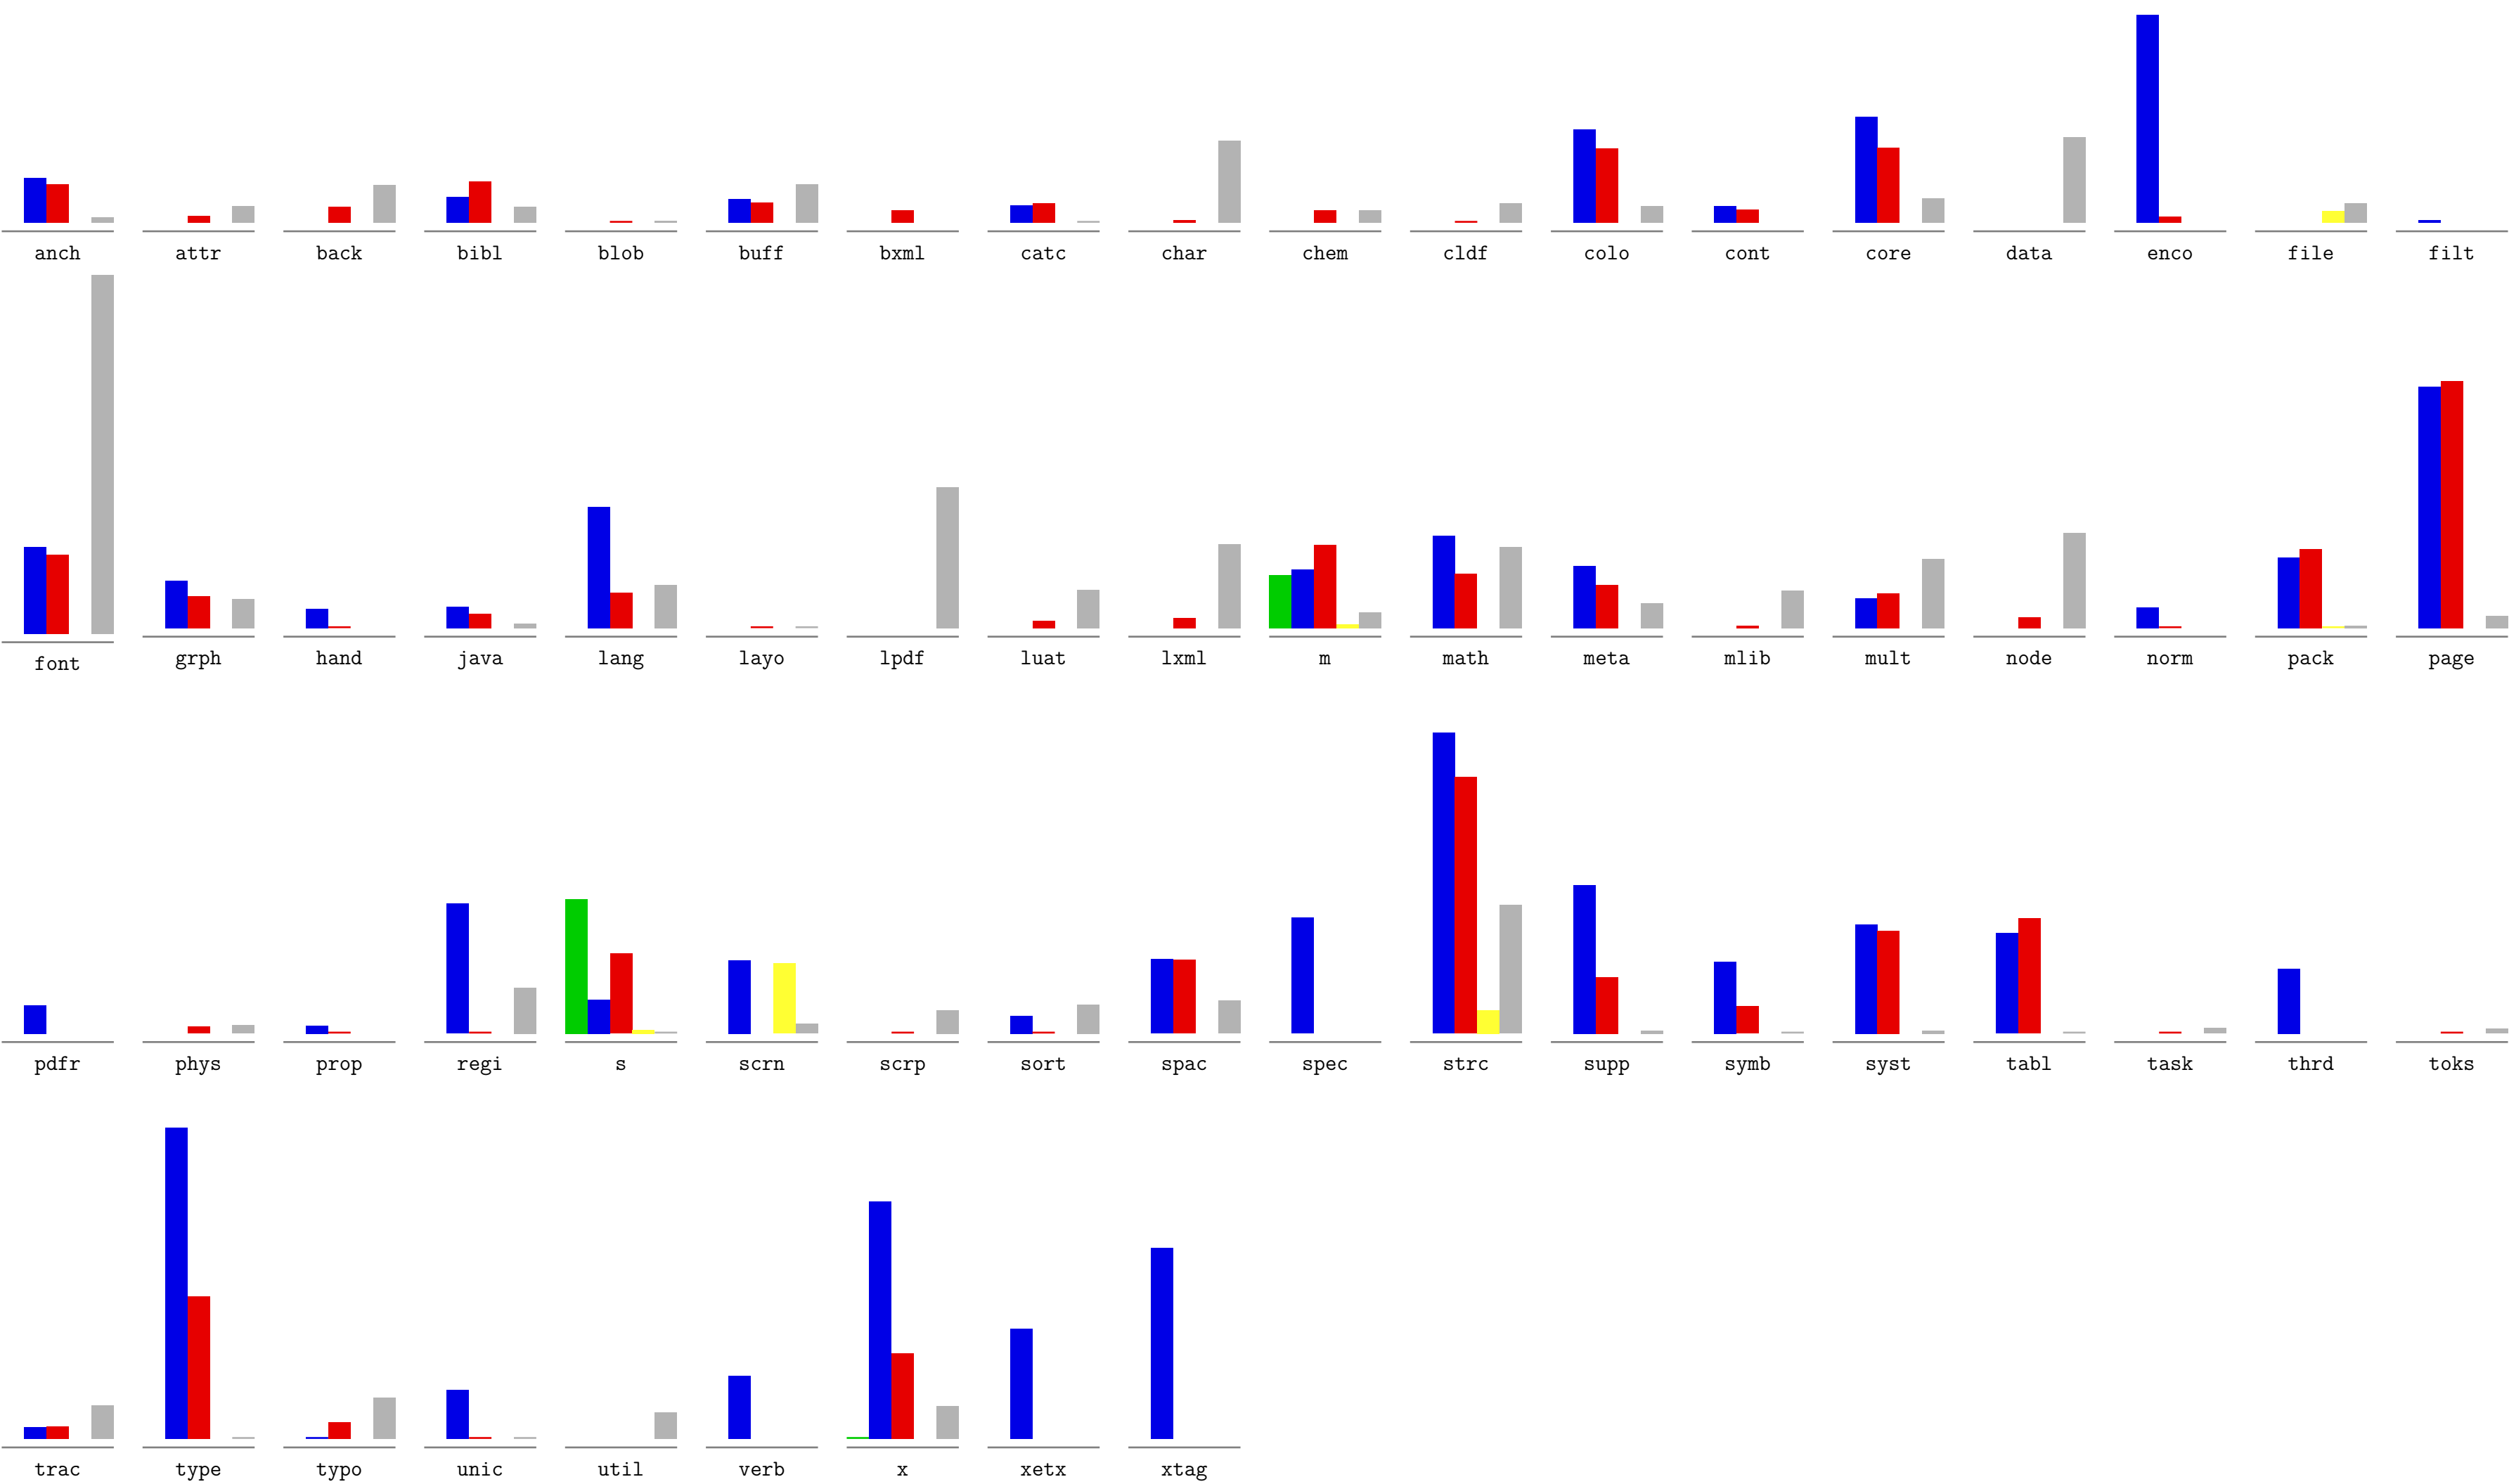 anch attr back bibl blob buff bxml catc char chem cldf colo cont core data enco file filt
font grph hand java lang layo lpdf luat lxml m math meta mlib mult node norm pack page
pdfr phys prop regi s scrn scrp sort spac spec strc supp symb syst tabl task thrd toks
trac type typo unic util verb x xetx xtag